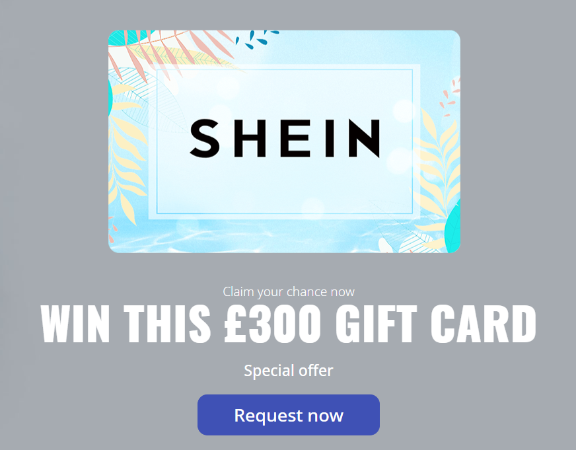 SHEIN
Claim your chance now
WIN THIS £300 GIFT CARD
Special offer
Request now